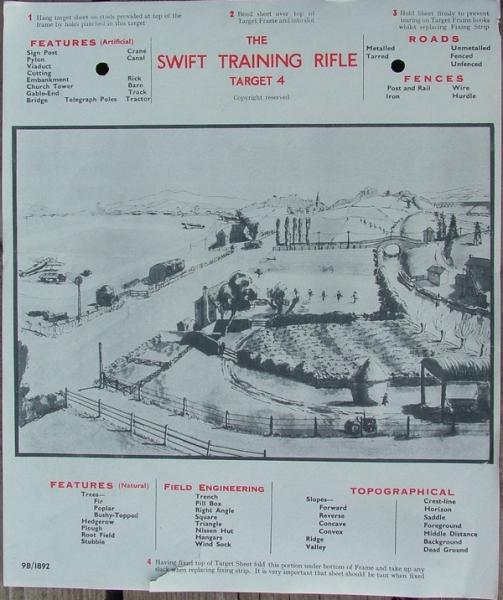 1 Hang target sheet on studs provided at top of the
frame by holes punched in this target
2 Bend sheet over top of
Target Frame and into slot
3 Hold Sheet firmly to prevent
tearing on Target Frame hooks
whilst replacing Fixing Strip
FEATURES (Artificial)
Sign Post Crane
Pylon Canal
Viaduct
Cutting
Embankment Rick
Church Tower Barn
Gable-End Track
Bridge Telegraph Poles Tractor
THE
SWIFT TRAINING RIFLE
TARGET 4
Copyright reserved
ROADS
Metalled Unmetalled
Tarred Fenced
Unfenced
FENCES
Post and Rail Wire
Iron Hurdle
FEATURES (Natural)
Trees—
Fir
Poplar
Bushy-Topped
Hedgerow
Plough
Root Field
Stubble
FIELD ENGINEERING
Trench
Pill Box
Right Angle
Square
Triangle
Nissen Hut
Hangars
Wind Sock
TOPOGRAPHICAL
Slopes— Crest-line
Forward Horizon
Reverse Saddle
Concave Foreground
Convex Middle Distance
Ridge Background
Valley Dead Ground
9B/1892
4 Having fixed top of Target Sheet fold this portion under bottom of Frame and take up any
slack when replacing fixing strip. It is very important that sheet should be taut when fixed